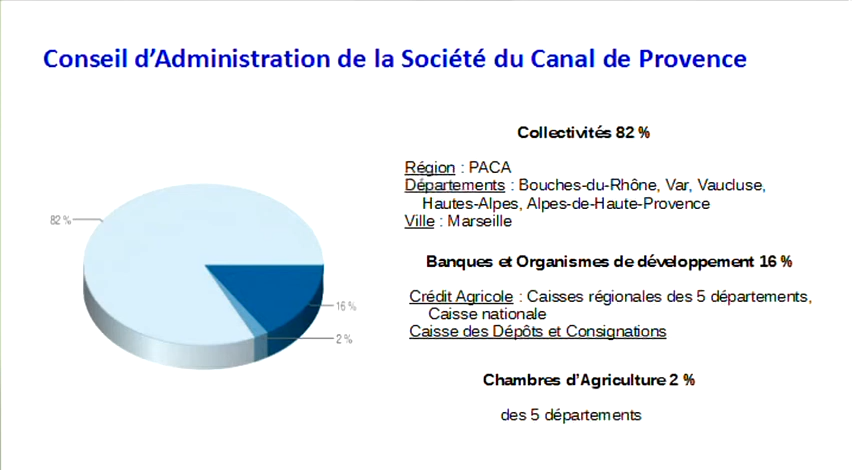 Conseil d’Administration de la Société du Canal de Provence
82 %
16 %
2 %
Collectivités 82 %
Région : PACA
Départements : Bouches-du-Rhône, Var, Vaucluse,
Hautes-Alpes, Alpes-de-Haute-Provence
Ville : Marseille
Banques et Organismes de développement 16 %
Crédit Agricole : Caisses régionales des 5 départements,
Caisse nationale
Caisse des Dépôts et Consignations
Chambres d’Agriculture 2 %
des 5 départements